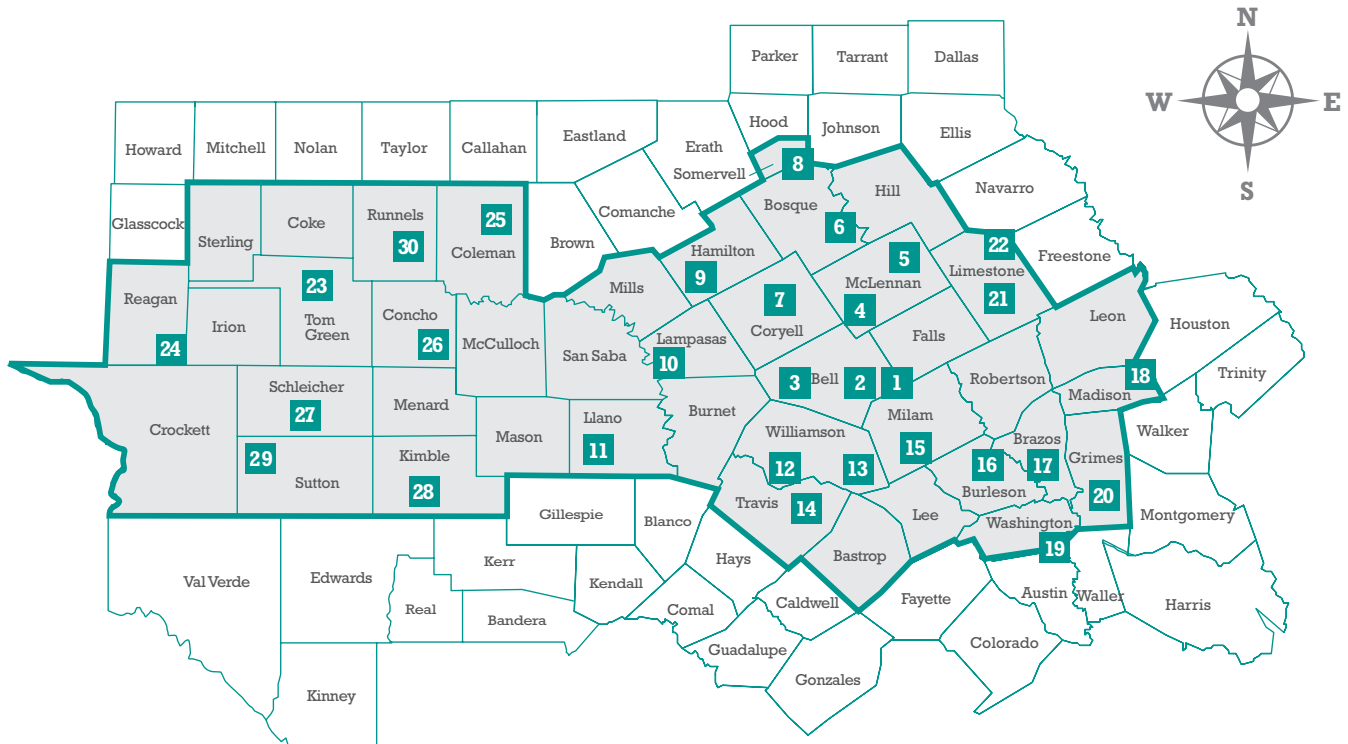 N
Parker
Tarrant
Dallas
W
E
Hood
Johnson
Ellis
Eastland
Erath
Howard
Mitchell
Nolan
Taylor
Callahan
Somervell
8
S
Navarro
Hill
Bosque
Glasscock
Comanche
Runnels
25
Coke
Sterling
30
Coleman
Brown
6
22
Freestone
Hamilton
5
Limestone
9
McLennan
Reagan
23
Mills
7
21
Leon
4
Houston
Irion
Tom
Green
Concho
Coryell
Falls
24
26
McCulloch
San Saba
Lampasas
10
Trinity
Schleicher
27
Menard
3
Bell
2
1
Robertson
18
Madison
Crockett
Llano
Burnet
Milam
Mason
11
Williamson
15
Brazos
Walker
29
Kimble
12
13
16
17
Grimes
Sutton
28
Burleson
20
Travis
14
Gillespie
Blanco
Lee
Washington
Montgomery
19
Hays
Bastrop
Kerr
Val Verde
Edwards
Kendall
Caldwell
Fayette
Austin
Waller
Harris
Real
Bandera
Comal
Guadalupe
Colorado
Gonzales
Kinney